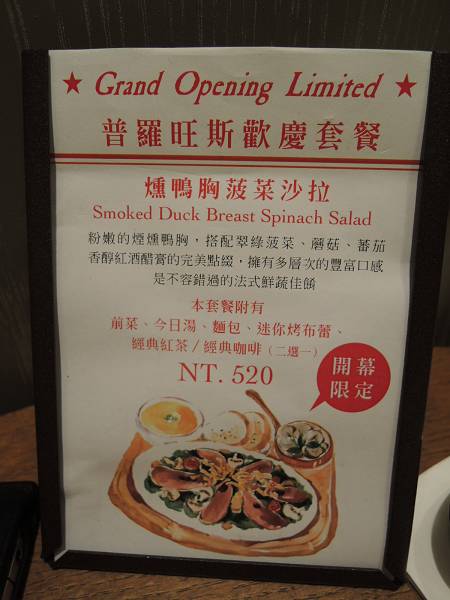 ★ Grand Opening Limited ★
普羅旺斯歡慶套餐
燻鴨胸菠菜沙拉
Smoked Duck Breast Spinach Salad
粉嫩的煙燻鴨胸，搭配翠綠菠菜、蘑菇、蕃茄
香醇紅酒醋膏的完美點綴，擁有多層次的豐富口感
是不容錯過的法式鮮蔬佳餚
本套餐附有
前菜、今日湯、麵包、迷你烤布蕾、
經典紅茶/經典咖啡（二選一）
NT. 520
開幕
限定